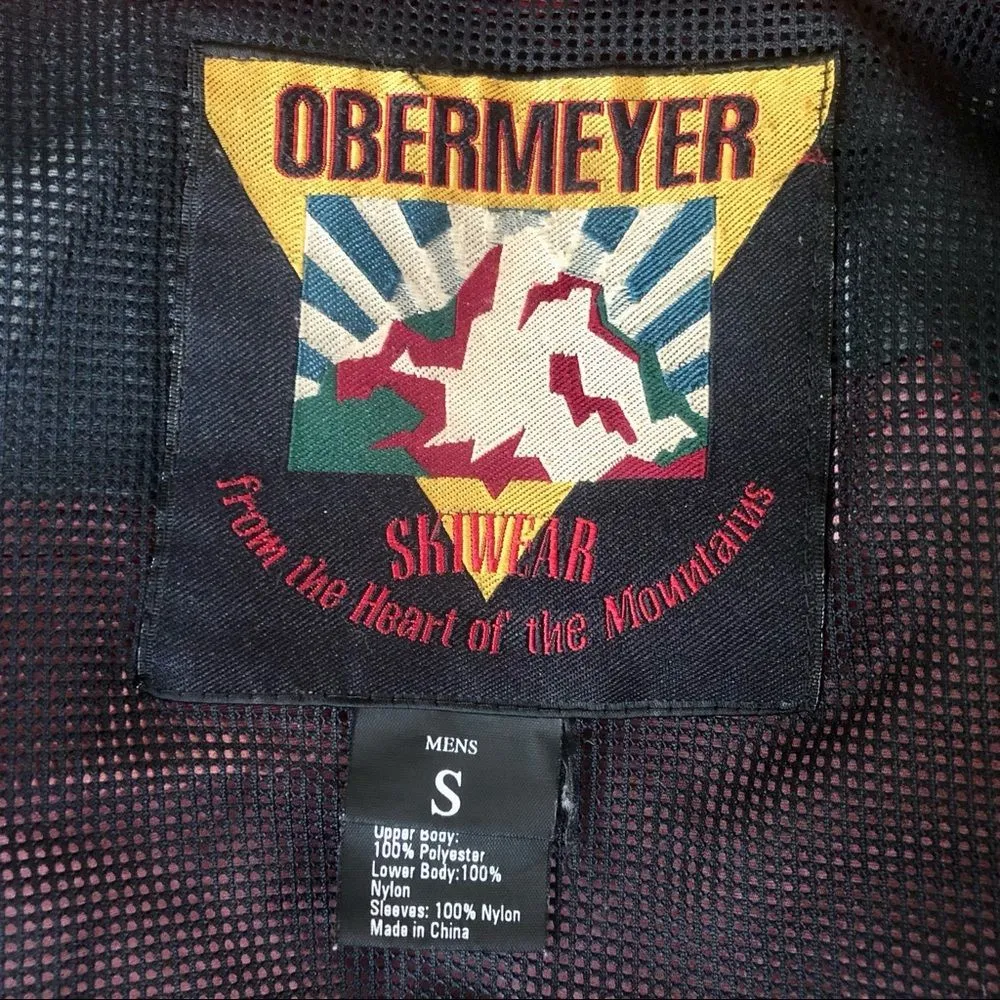 OBERMEYER
SKIWEAR
from the Heart of the Mountains
MENS
S
Upper Body:
100% Polyester
Lower Body:100%
Nylon
Sleeves: 100% Nylon
Made in China